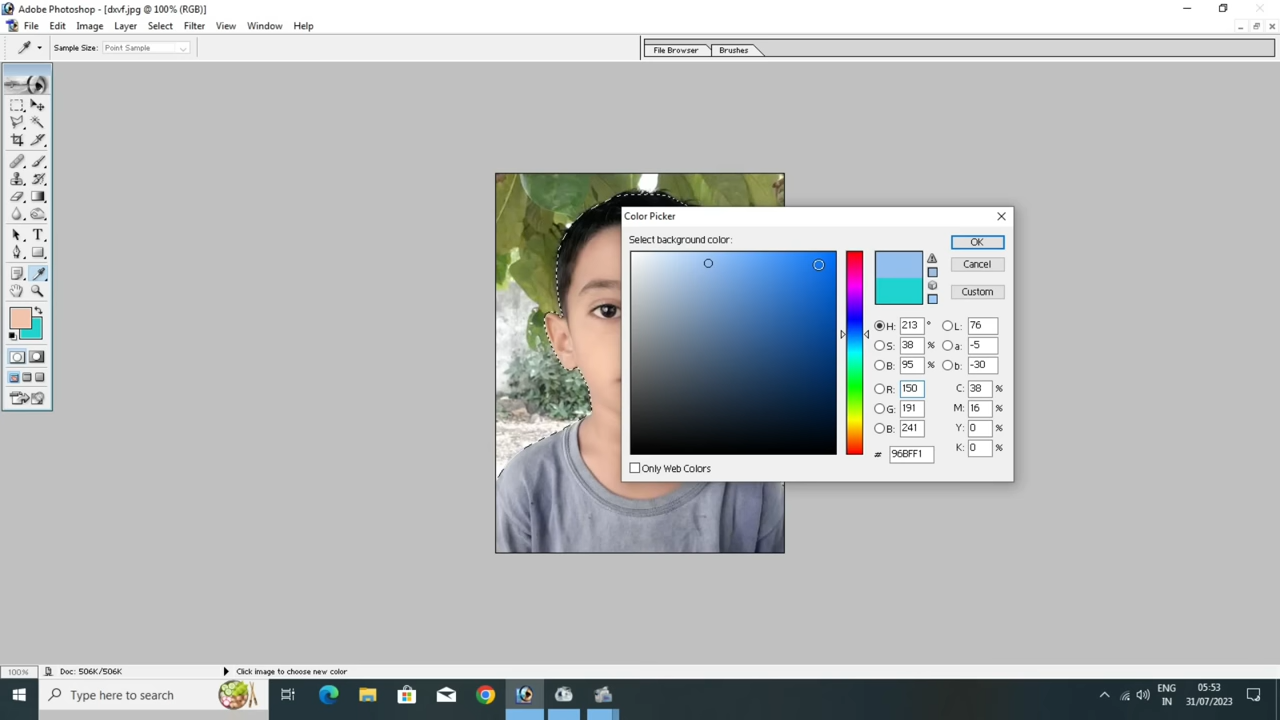 Adobe Photoshop - [dxvf.jpg @ 100% (RGB)]
File Edit Image Layer Select Filter View Window Help
Sample Size: Point Sample
File Browser Brushes
Color Picker
Select background color:
OK
Cancel
Custom
H: 213 °
S: 38 %
B: 95 %
L: 76
a: -5
b: -30
R: 150
G: 191
B: 241
C: 38 %
M: 16 %
Y: 0 %
K: 0 %
# 96BFF1
Only Web Colors
100% Doc: 506K/506K Click image to choose new color
Type here to search
ENG
IN
05:53
31/07/2023